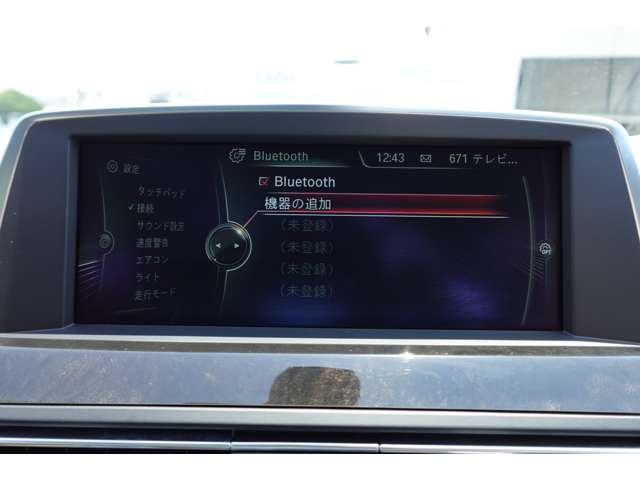 Bluetooth 12:43 671 テレビ...
設定
タッチパッド
✓ 接続
サウンド設定
速度警告
エアコン
ライト
走行モード
Bluetooth
機器の追加
(未登録)
(未登録)
(未登録)
(未登録)
OPT